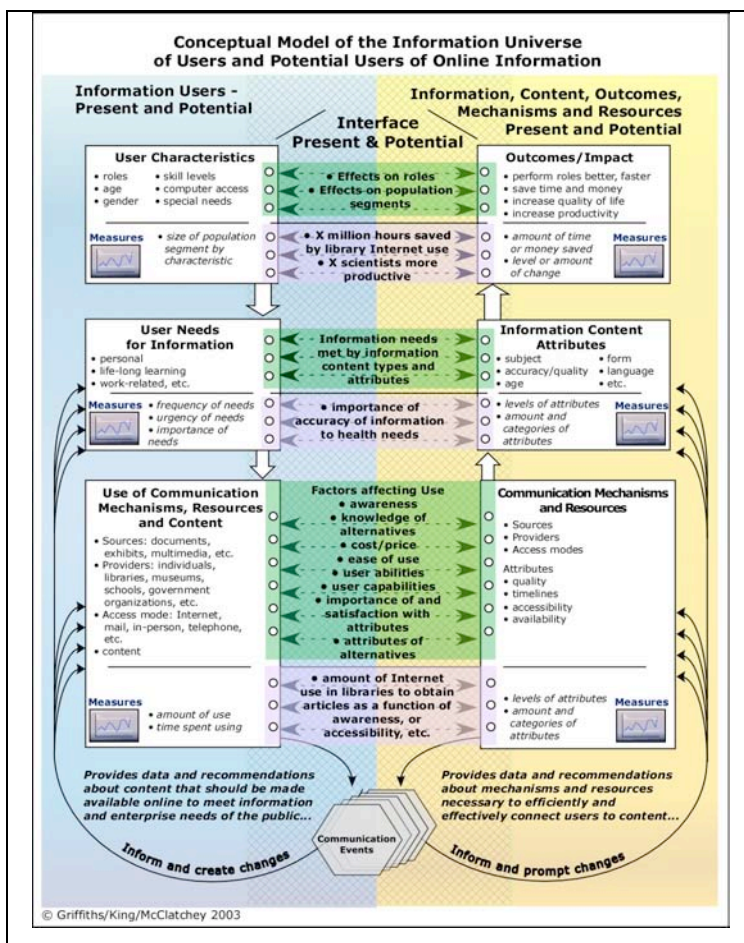 Conceptual Model of the Information Universe
of Users and Potential Users of Online Information
Information Users -
Present and Potential
Interface
Present & Potential
Information, Content, Outcomes,
Mechanisms and Resources
Present and Potential
User Characteristics
• roles
• age
• gender
• skill levels
• computer access
• special needs
Measures
• size of population
segment by
characteristic
• Effects on roles
• Effects on population
segments
• X million hours saved
by library Internet use
• X scientists more
productive
Outcomes/Impact
• perform roles better, faster
• save time and money
• increase quality of life
• increase productivity
• amount of time
or money saved
• level or amount
of change
Measures
User Needs
for Information
• personal
• life-long learning
• work-related, etc.
Measures
• frequency of needs
• urgency of needs
• importance of
needs
Information needs
met by information
content types and
attributes
• importance of
accuracy of information
to health needs
Information Content
Attributes
• subject
• accuracy/quality
• age
• form
• language
• etc.
• levels of attributes
• amount and
categories of
attributes
Measures
Use of Communication
Mechanisms, Resources
and Content
• Sources: documents,
exhibits, multimedia, etc.
• Providers: individuals,
libraries, museums,
schools, government
organizations, etc.
• Access mode: Internet,
mail, in-person, telephone,
etc.
• content
Measures
• amount of use
• time spent using
Factors affecting Use
• awareness
• knowledge of
alternatives
• cost/price
• ease of use
• user abilities
• user capabilities
• importance of and
satisfaction with
attributes
• attributes of
alternatives
• amount of Internet
use in libraries to obtain
articles as a function of
awareness, or
accessibility, etc.
Communication Mechanisms
and Resources
• Sources
• Providers
• Access modes
Attributes
• quality
• timelines
• accessibility
• availability
• levels of attributes
• amount and
categories of
attributes
Measures
Provides data and recommendations
about content that should be made
available online to meet information
and enterprise needs of the public...
Provides data and recommendations
about mechanisms and resources
necessary to efficiently and
effectively connect users to content...
Communication
Events
Inform and create changes
Inform and prompt changes
© Griffiths/King/McClatchey 2003